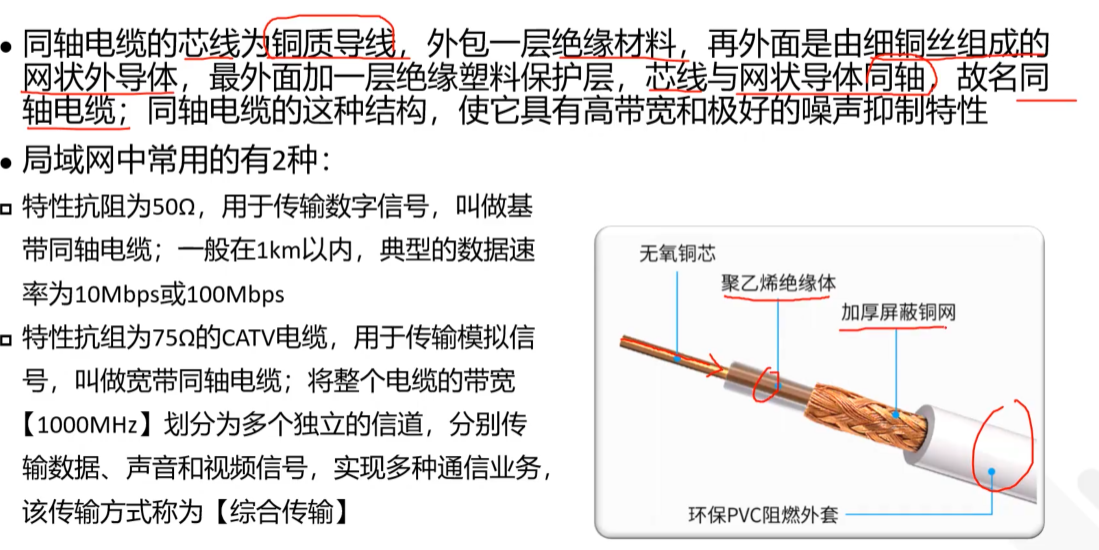 • 同轴电缆的芯线为铜质导线，外包一层绝缘材料，再外面是由细铜丝组成的
网状外导体，最外面加一层绝缘塑料保护层，芯线与网状导体同轴，故名同
轴电缆；同轴电缆的这种结构，使它具有高带宽和极好的噪声抑制特性
• 局域网中常用的有2种：
特性抗阻为50Ω，用于传输数字信号，叫做基
带同轴电缆；一般在1km以内，典型的数据速
率为10Mbps或100Mbps
特性抗组为75Ω的CATV电缆，用于传输模拟信
号，叫做宽带同轴电缆；将整个电缆的带宽
【1000MHz】划分为多个独立的信道，分别传
输数据、声音和视频信号，实现多种通信业务，
该传输方式称为【综合传输】
无氧铜芯
聚乙烯绝缘体
加厚屏蔽铜网
环保PVC阻燃外套